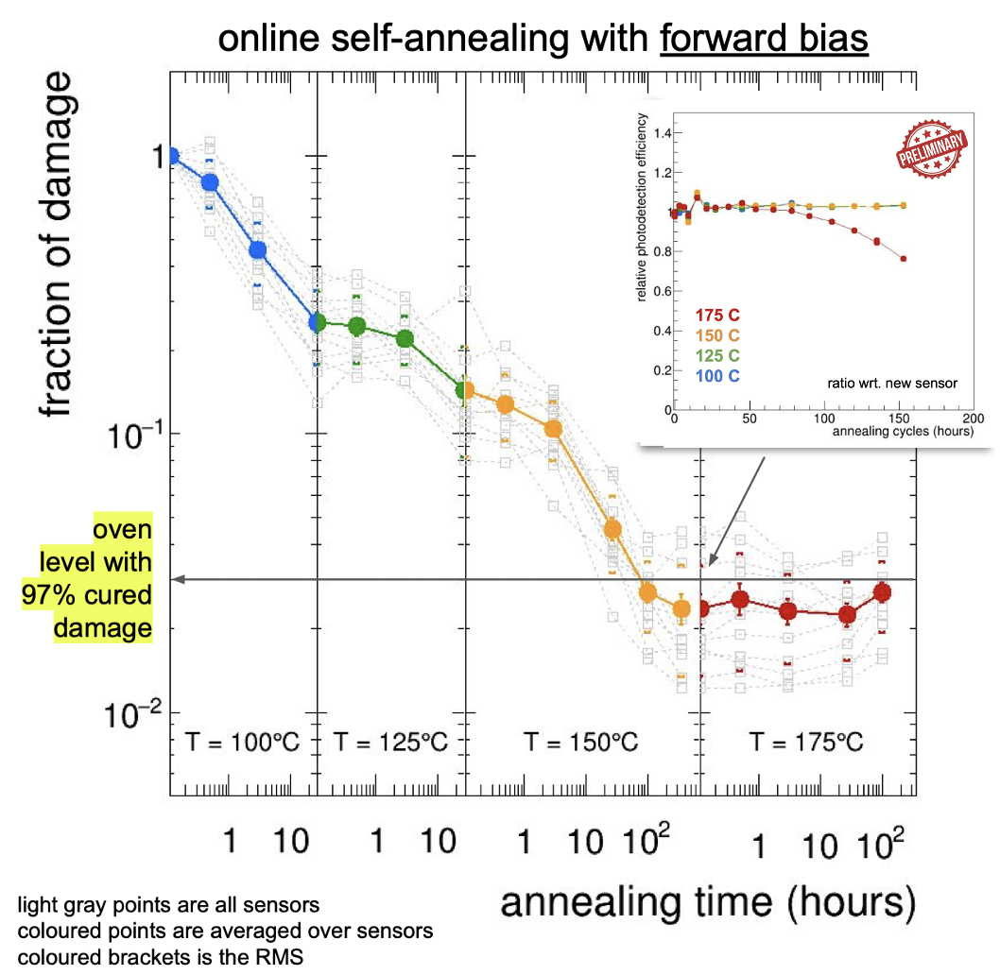 online self-annealing with forward bias
fraction of damage
1
10⁻¹
10⁻²
oven
level with
97% cured
damage
relative photodetection efficiency
1.4
1.2
1
0.8
0.6
0.4
0.2
0
PRELIMINARY
175 C
150 C
125 C
100 C
ratio wrt. new sensor
0 50 100 150 200
annealing cycles (hours)
T = 100°C T = 125°C T = 150°C T = 175°C
1 10 1 10 1 10 10² 1 10 10²
annealing time (hours)
light gray points are all sensors
coloured points are averaged over sensors
coloured brackets is the RMS